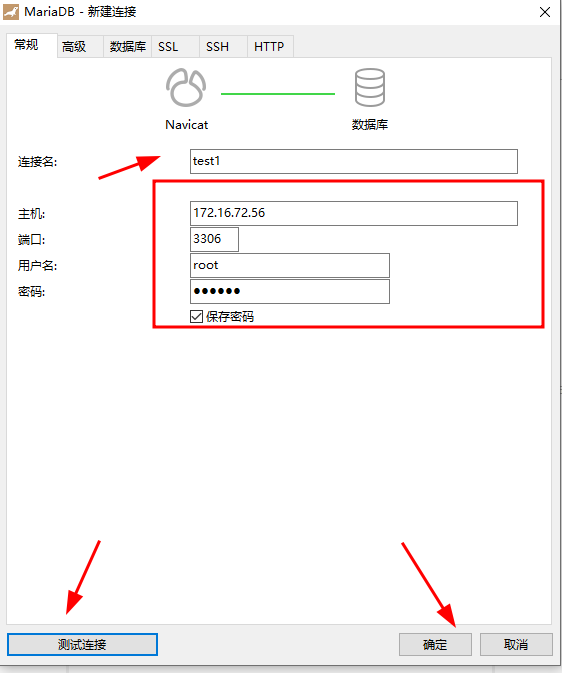 MariaDB - 新建连接
常规 高级 数据库 SSL SSH HTTP
Navicat 数据库
连接名: test1
主机: 172.16.72.56
端口: 3306
用户名: root
密码: ●●●●●●
保存密码
测试连接 确定 取消